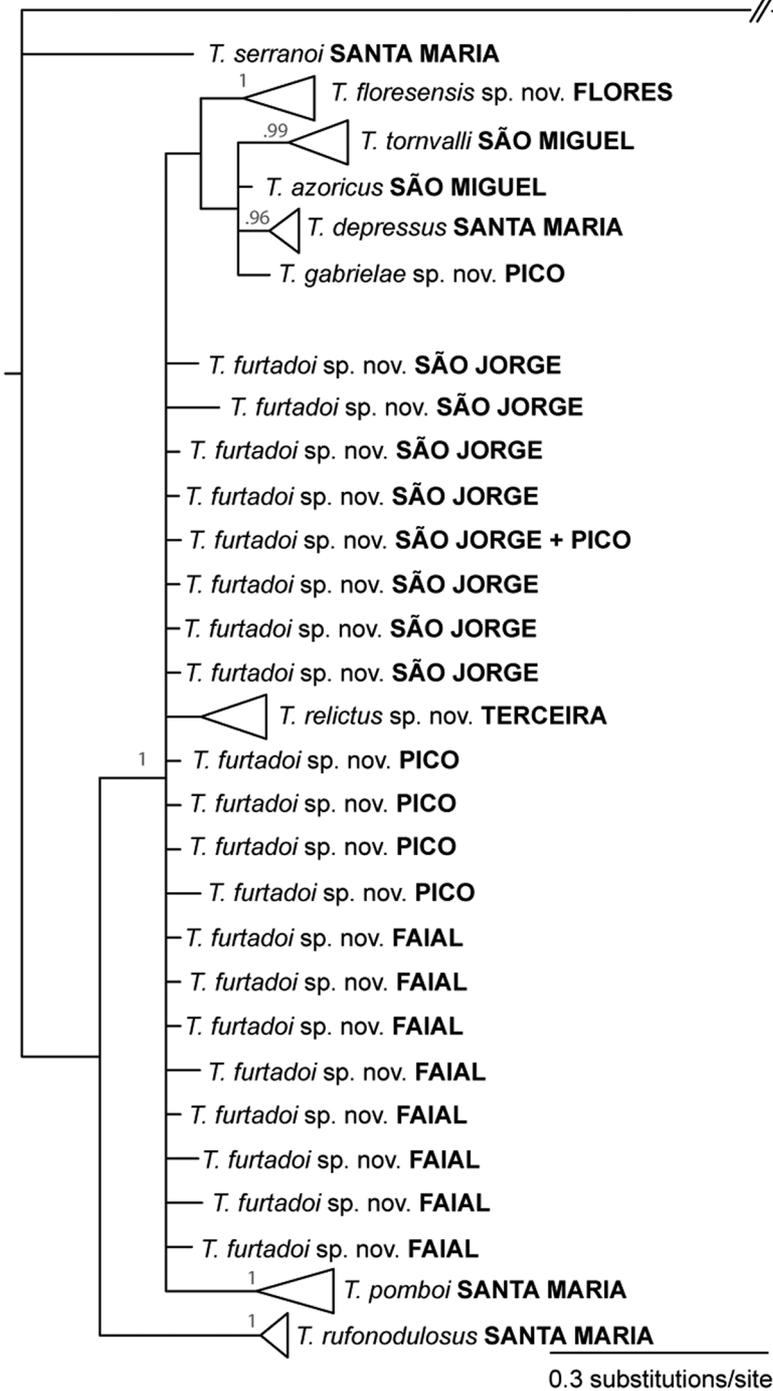 T. serranoi SANTA MARIA
1
T. floresensis sp. nov. FLORES
.99
T. tornvalli SÃO MIGUEL
T. azoricus SÃO MIGUEL
.96
T. depressus SANTA MARIA
T. gabrielae sp. nov. PICO
T. furtadoi sp. nov. SÃO JORGE
T. furtadoi sp. nov. SÃO JORGE
T. furtadoi sp. nov. SÃO JORGE
T. furtadoi sp. nov. SÃO JORGE
T. furtadoi sp. nov. SÃO JORGE + PICO
T. furtadoi sp. nov. SÃO JORGE
T. furtadoi sp. nov. SÃO JORGE
T. furtadoi sp. nov. SÃO JORGE
T. relictus sp. nov. TERCEIRA
1
T. furtadoi sp. nov. PICO
T. furtadoi sp. nov. PICO
T. furtadoi sp. nov. PICO
T. furtadoi sp. nov. PICO
T. furtadoi sp. nov. FAIAL
T. furtadoi sp. nov. FAIAL
T. furtadoi sp. nov. FAIAL
T. furtadoi sp. nov. FAIAL
T. furtadoi sp. nov. FAIAL
T. furtadoi sp. nov. FAIAL
T. furtadoi sp. nov. FAIAL
T. furtadoi sp. nov. FAIAL
1
T. pomboi SANTA MARIA
1
T. rufonodulosus SANTA MARIA
0.3 substitutions/site